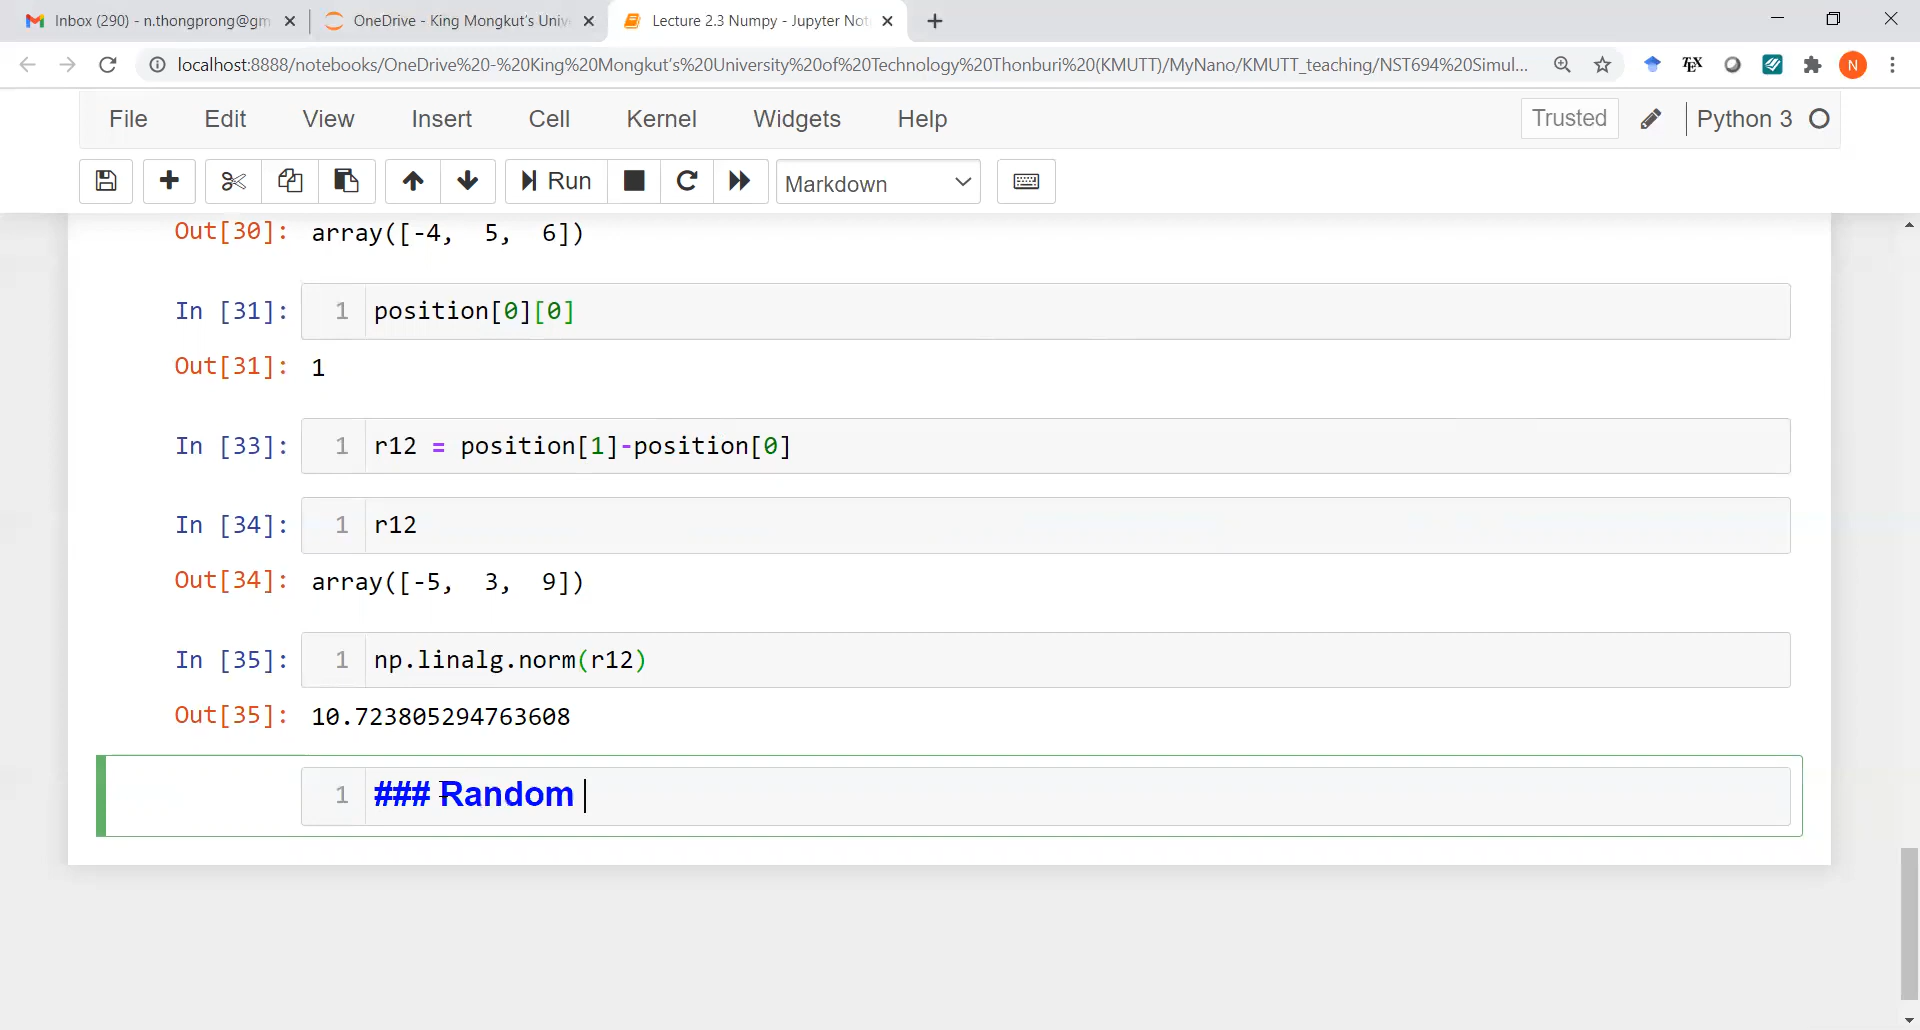 Inbox (290) - n.thongprong@gm
OneDrive - King Mongkut's Univ
Lecture 2.3 Numpy - Jupyter Not
localhost:8888/notebooks/OneDrive%20-%20King%20Mongkut's%20University%20of%20Technology%20Thonburi%20(KMUTT)/MyNano/KMUTT_teaching/NST694%20Simul...
TEX
N
File Edit View Insert Cell Kernel Widgets Help
Trusted
Python 3
Run
Markdown
Out[30]: array([-4,  5,  6])
In [31]: 1 position[0][0]
Out[31]: 1
In [33]: 1 r12 = position[1]-position[0]
In [34]: 1 r12
Out[34]: array([-5,  3,  9])
In [35]: 1 np.linalg.norm(r12)
Out[35]: 10.723805294763608
1 ### Random